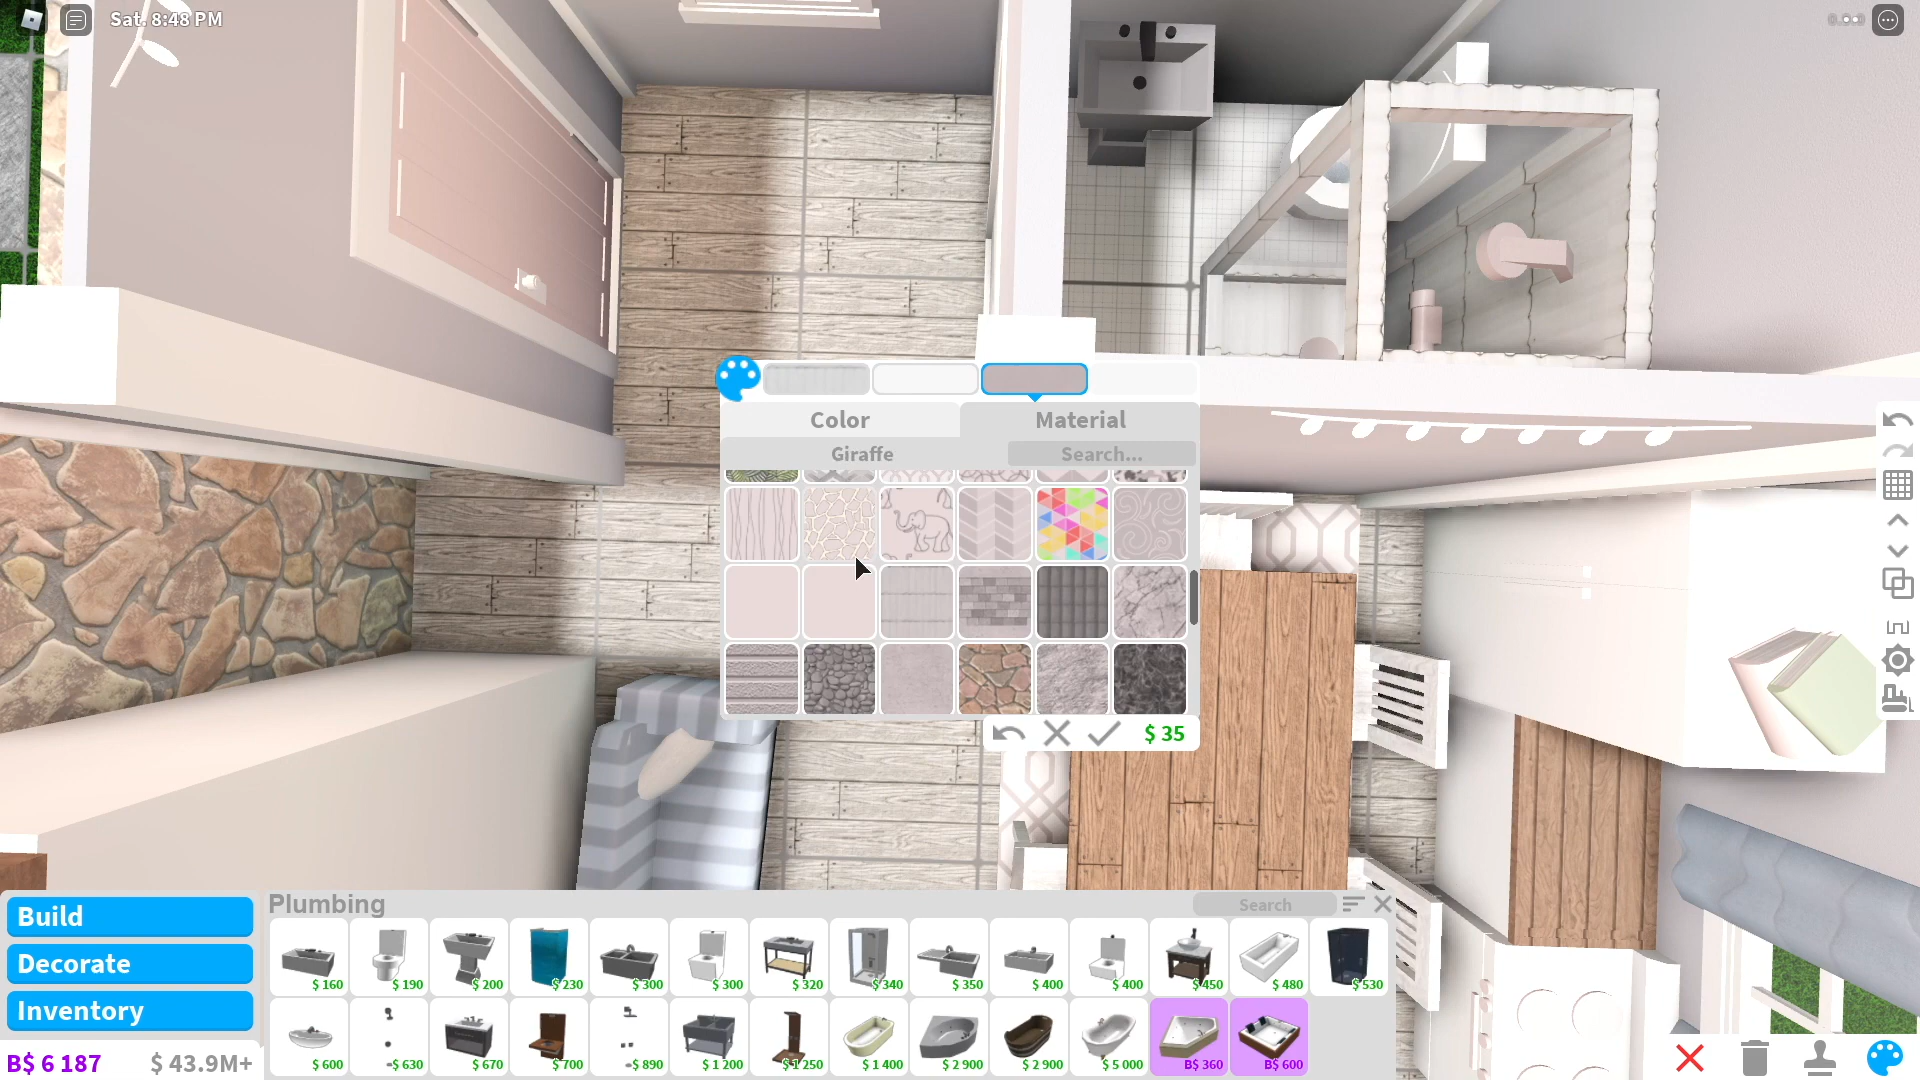 Sat. 8:48 PM
Color
Material
Giraffe
Search...
$ 35
Plumbing
Search
Build
Decorate
Inventory
$ 160
$ 190
$ 200
$ 230
$ 300
$ 300
$ 320
$ 340
$ 350
$ 400
$ 400
$ 450
$ 480
$ 530
$ 600
$ 630
$ 670
$ 700
$ 890
$ 1 200
$ 1 250
$ 1 400
$ 2 900
$ 2 900
$ 5 000
B$ 360
B$ 600
B$ 6 187
$ 43.9M+